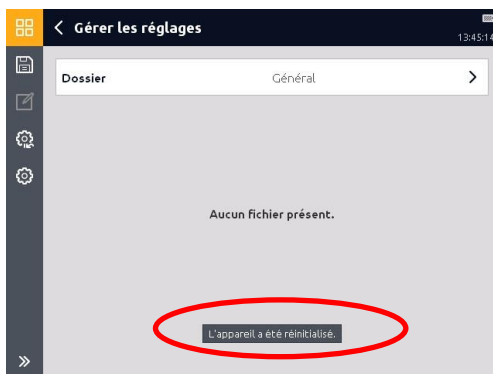 Gérer les réglages
13:45:14
Dossier Général
Aucun fichier présent.
L'appareil a été réinitialisé.